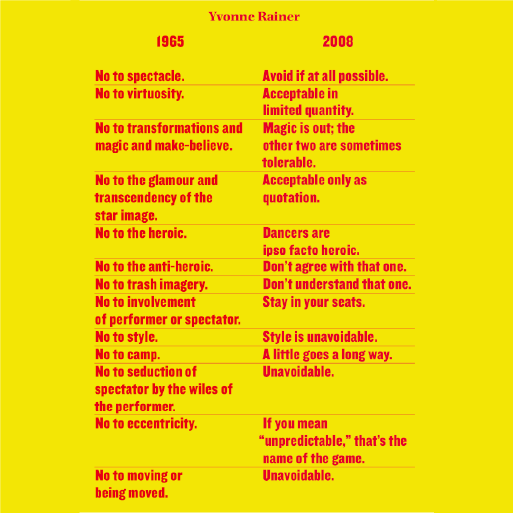 Yvonne Rainer
1965 2008
No to spectacle. Avoid if at all possible.
No to virtuosity. Acceptable in
limited quantity.
No to transformations and Magic is out; the
magic and make-believe. other two are sometimes
tolerable.
No to the glamour and Acceptable only as
transcendency of the quotation.
star image.
No to the heroic. Dancers are
ipso facto heroic.
No to the anti-heroic. Don't agree with that one.
No to trash imagery. Don't understand that one.
No to involvement Stay in your seats.
of performer or spectator.
No to style. Style is unavoidable.
No to camp. A little goes a long way.
No to seduction of Unavoidable.
spectator by the wiles of
the performer.
No to eccentricity. If you mean
“unpredictable,” that's the
name of the game.
No to moving or Unavoidable.
being moved.